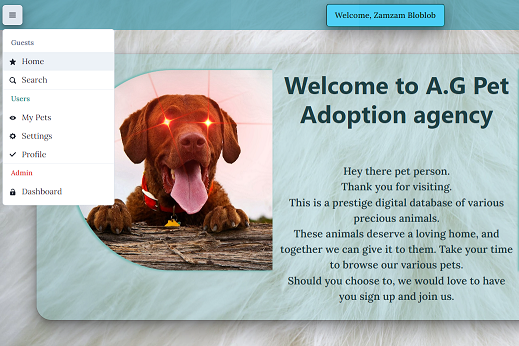 Welcome, Zamzam Bloblob
Guests
Home
Search
Users
My Pets
Settings
Profile
Admin
Dashboard
Welcome to A.G Pet
Adoption agency
Hey there pet person.
Thank you for visiting.
This is a prestige digital database of various
precious animals.
These animals deserve a loving home, and
together we can give it to them. Take your time
to browse our various pets.
Should you choose to, we would love to have
you sign up and join us.